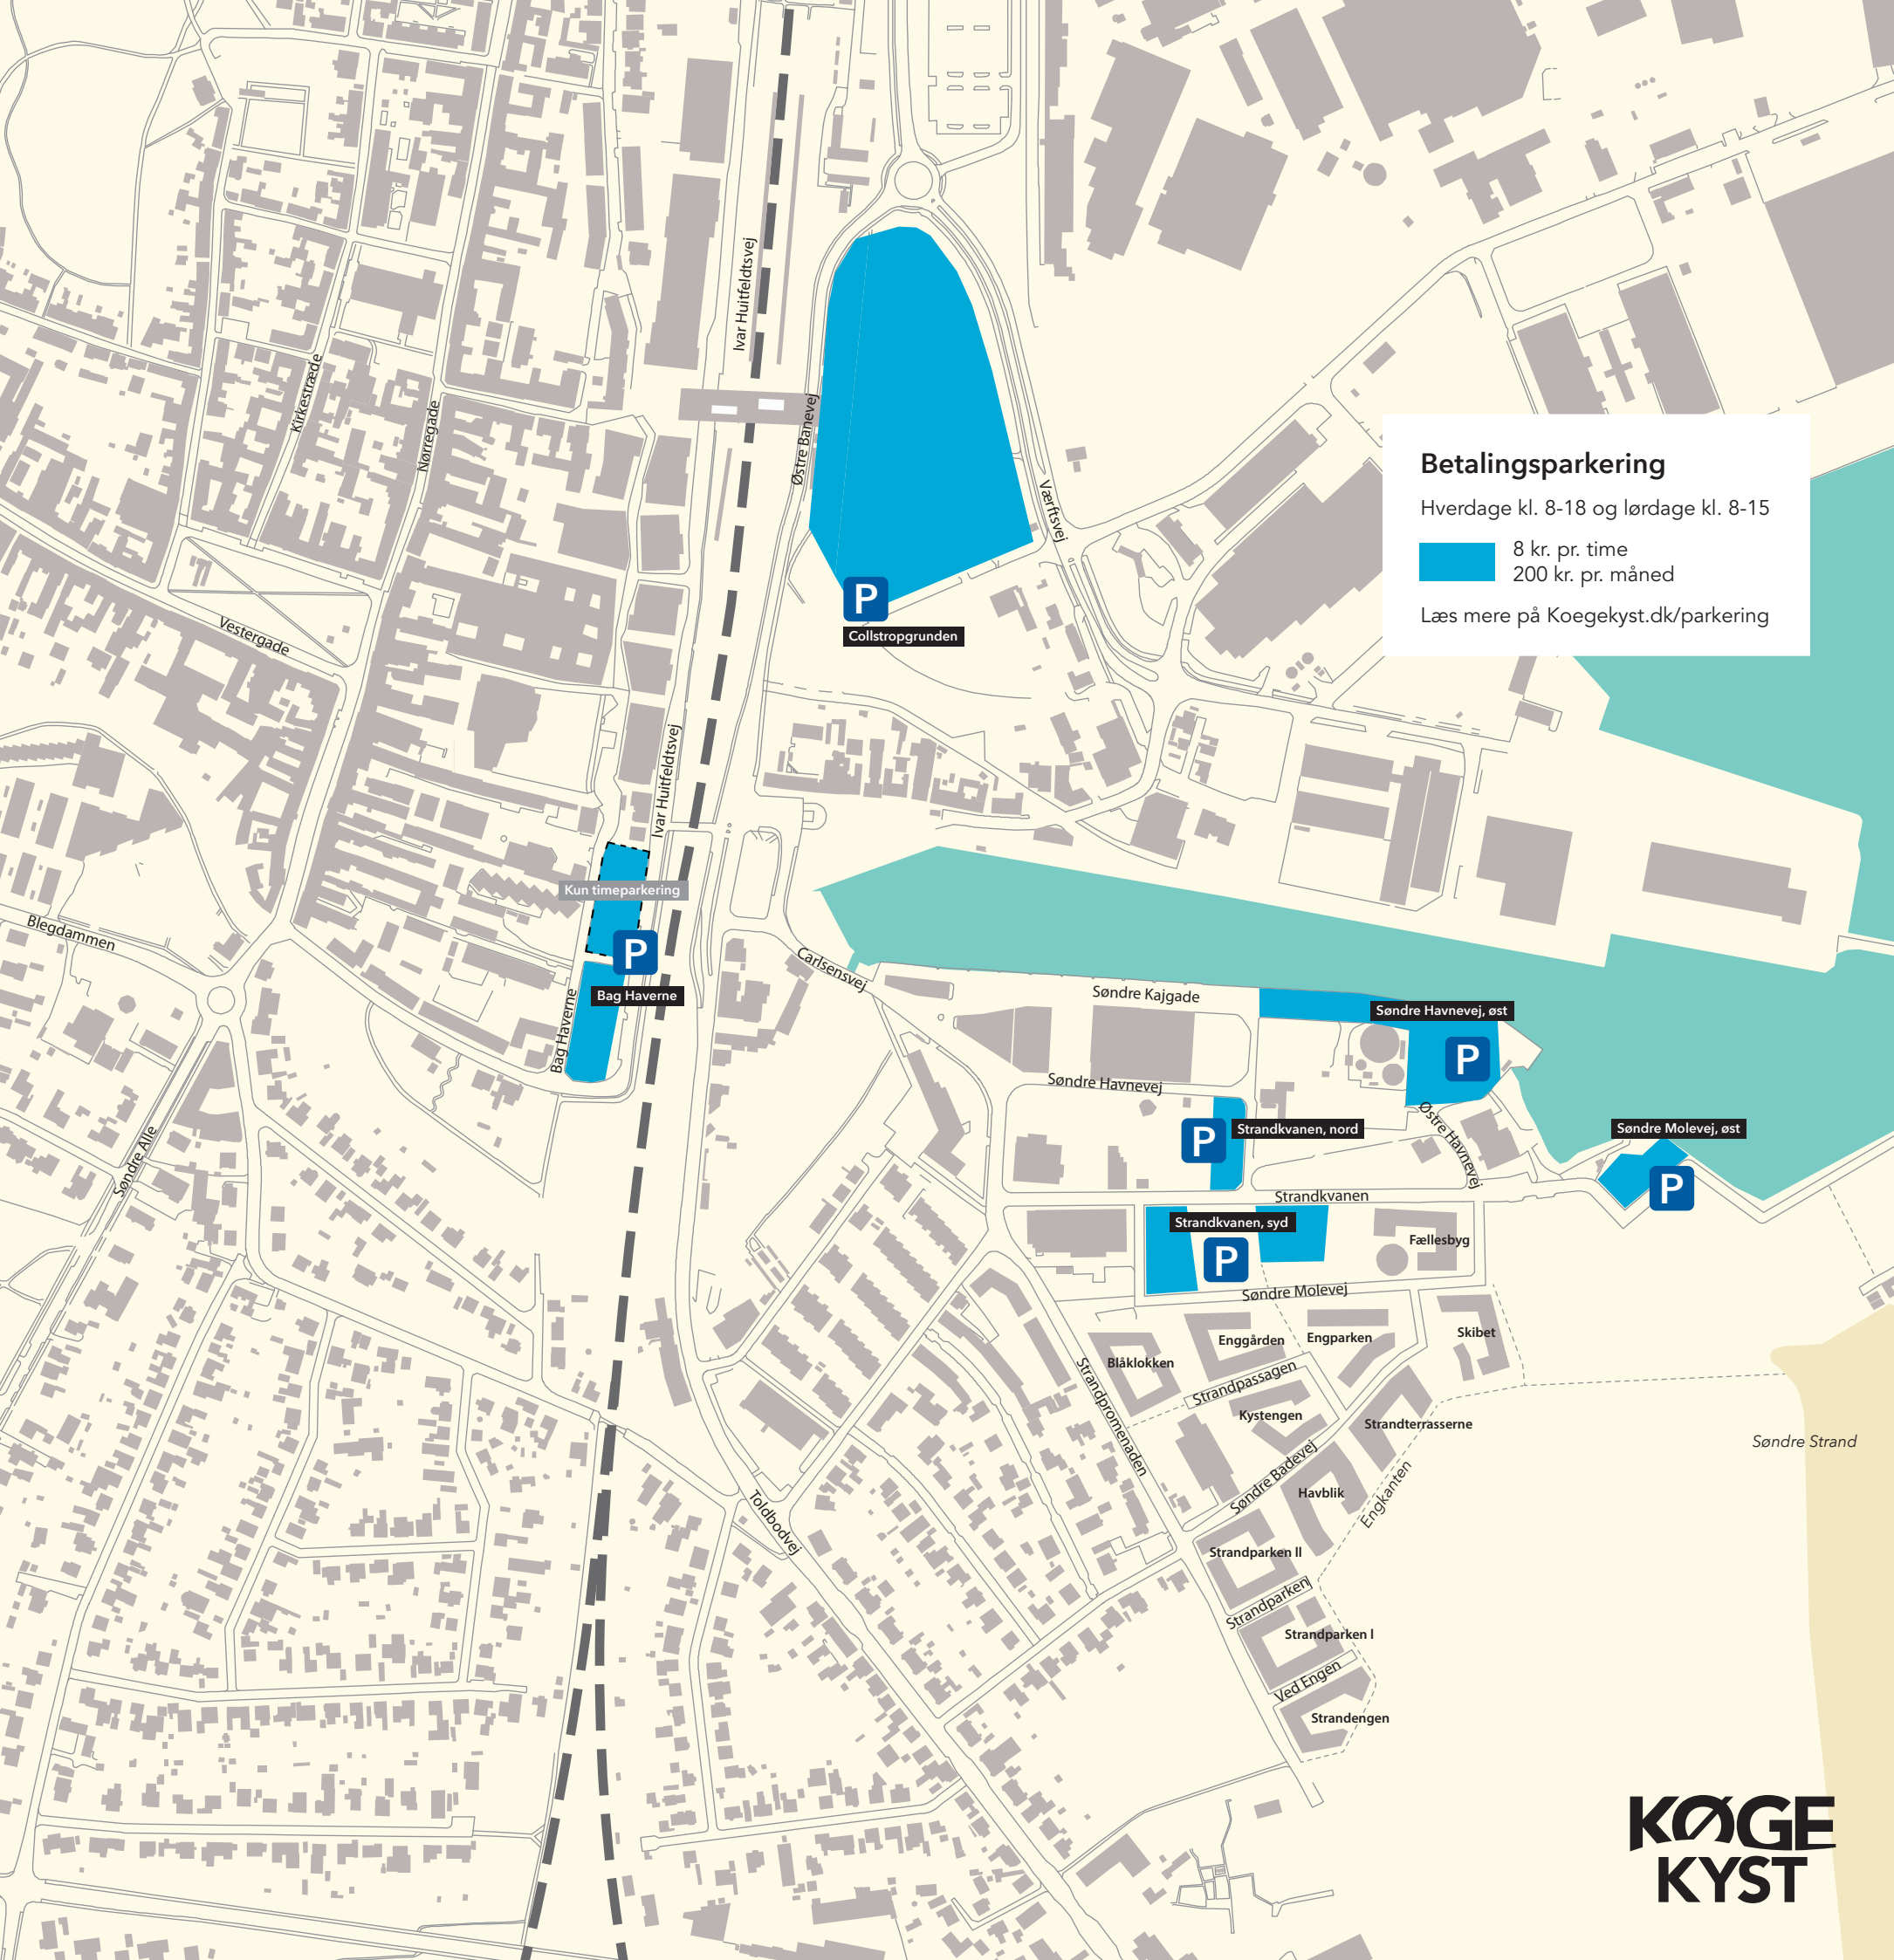 Ivar Huitfeldtsvej
Kirkestræde
Nørregade
Østre Banevej
Værftsvej
Betalingsparkering
Hverdage kl. 8-18 og lørdage kl. 8-15
8 kr. pr. time
200 kr. pr. måned
Læs mere på Koegekyst.dk/parkering
P
Collstropgrunden
Vestergade
Ivar Huitfeldtsvej
Kun timeparkering
P
Bag Haverne
Bag Haverne
Blegdammen
Carlsensvej
Søndre Kajgade
Søndre Havnevej, øst
P
Søndre Havnevej
Strandkvanen, nord
P
Østre Havnevej
Søndre Molevej, øst
P
Søndre Alle
Strandkvanen
Strandkvanen, syd
P
Fællesbyg
Søndre Molevej
Enggården
Engparken
Skibet
Blåklokken
Strandpassagen
Strandpromenaden
Kystengen
Strandterrasserne
Søndre Strand
Søndre Badevej
Havblik
Engkanten
Toldbodvej
Strandparken II
Strandparken
Strandparken I
Ved Engen
Strandengen
KØGE
KYST